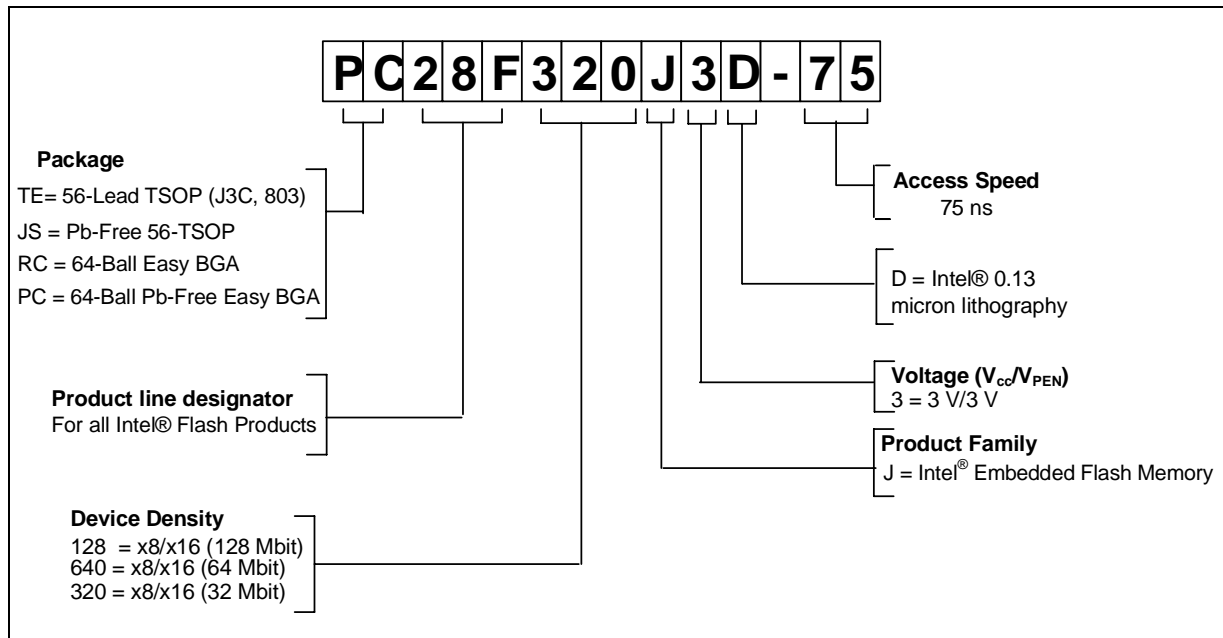 PC28F320J3D-75
Package
TE= 56-Lead TSOP (J3C, 803)
JS = Pb-Free 56-TSOP
RC = 64-Ball Easy BGA
PC = 64-Ball Pb-Free Easy BGA
Product line designator
For all Intel® Flash Products
Device Density
128 = x8/x16 (128 Mbit)
640 = x8/x16 (64 Mbit)
320 = x8/x16 (32 Mbit)
Access Speed
75 ns
D = Intel® 0.13
micron lithography
Voltage (Vcc/VPEN)
3 = 3 V/3 V
Product Family
J = Intel® Embedded Flash Memory